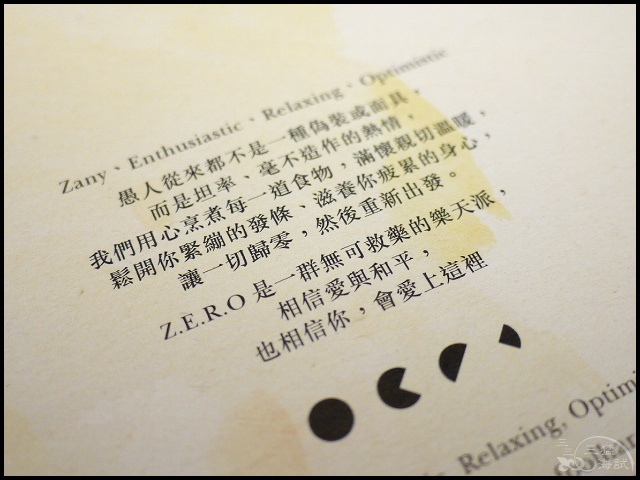 Zany、Enthusiastic、Relaxing、Optimistic
愚人從來都不是一種偽裝或面具，
而是坦率、毫不造作的熱情，
我們用心烹煮每一道食物，滿懷親切溫暖，
鬆開你緊繃的發條、滋養你疲累的身心，
讓一切歸零，然後重新出發。
Z.E.R.O 是一群無可救藥的樂天派，
相信愛與和平，
也相信你，會愛上這裡
Relaxing, Optimi